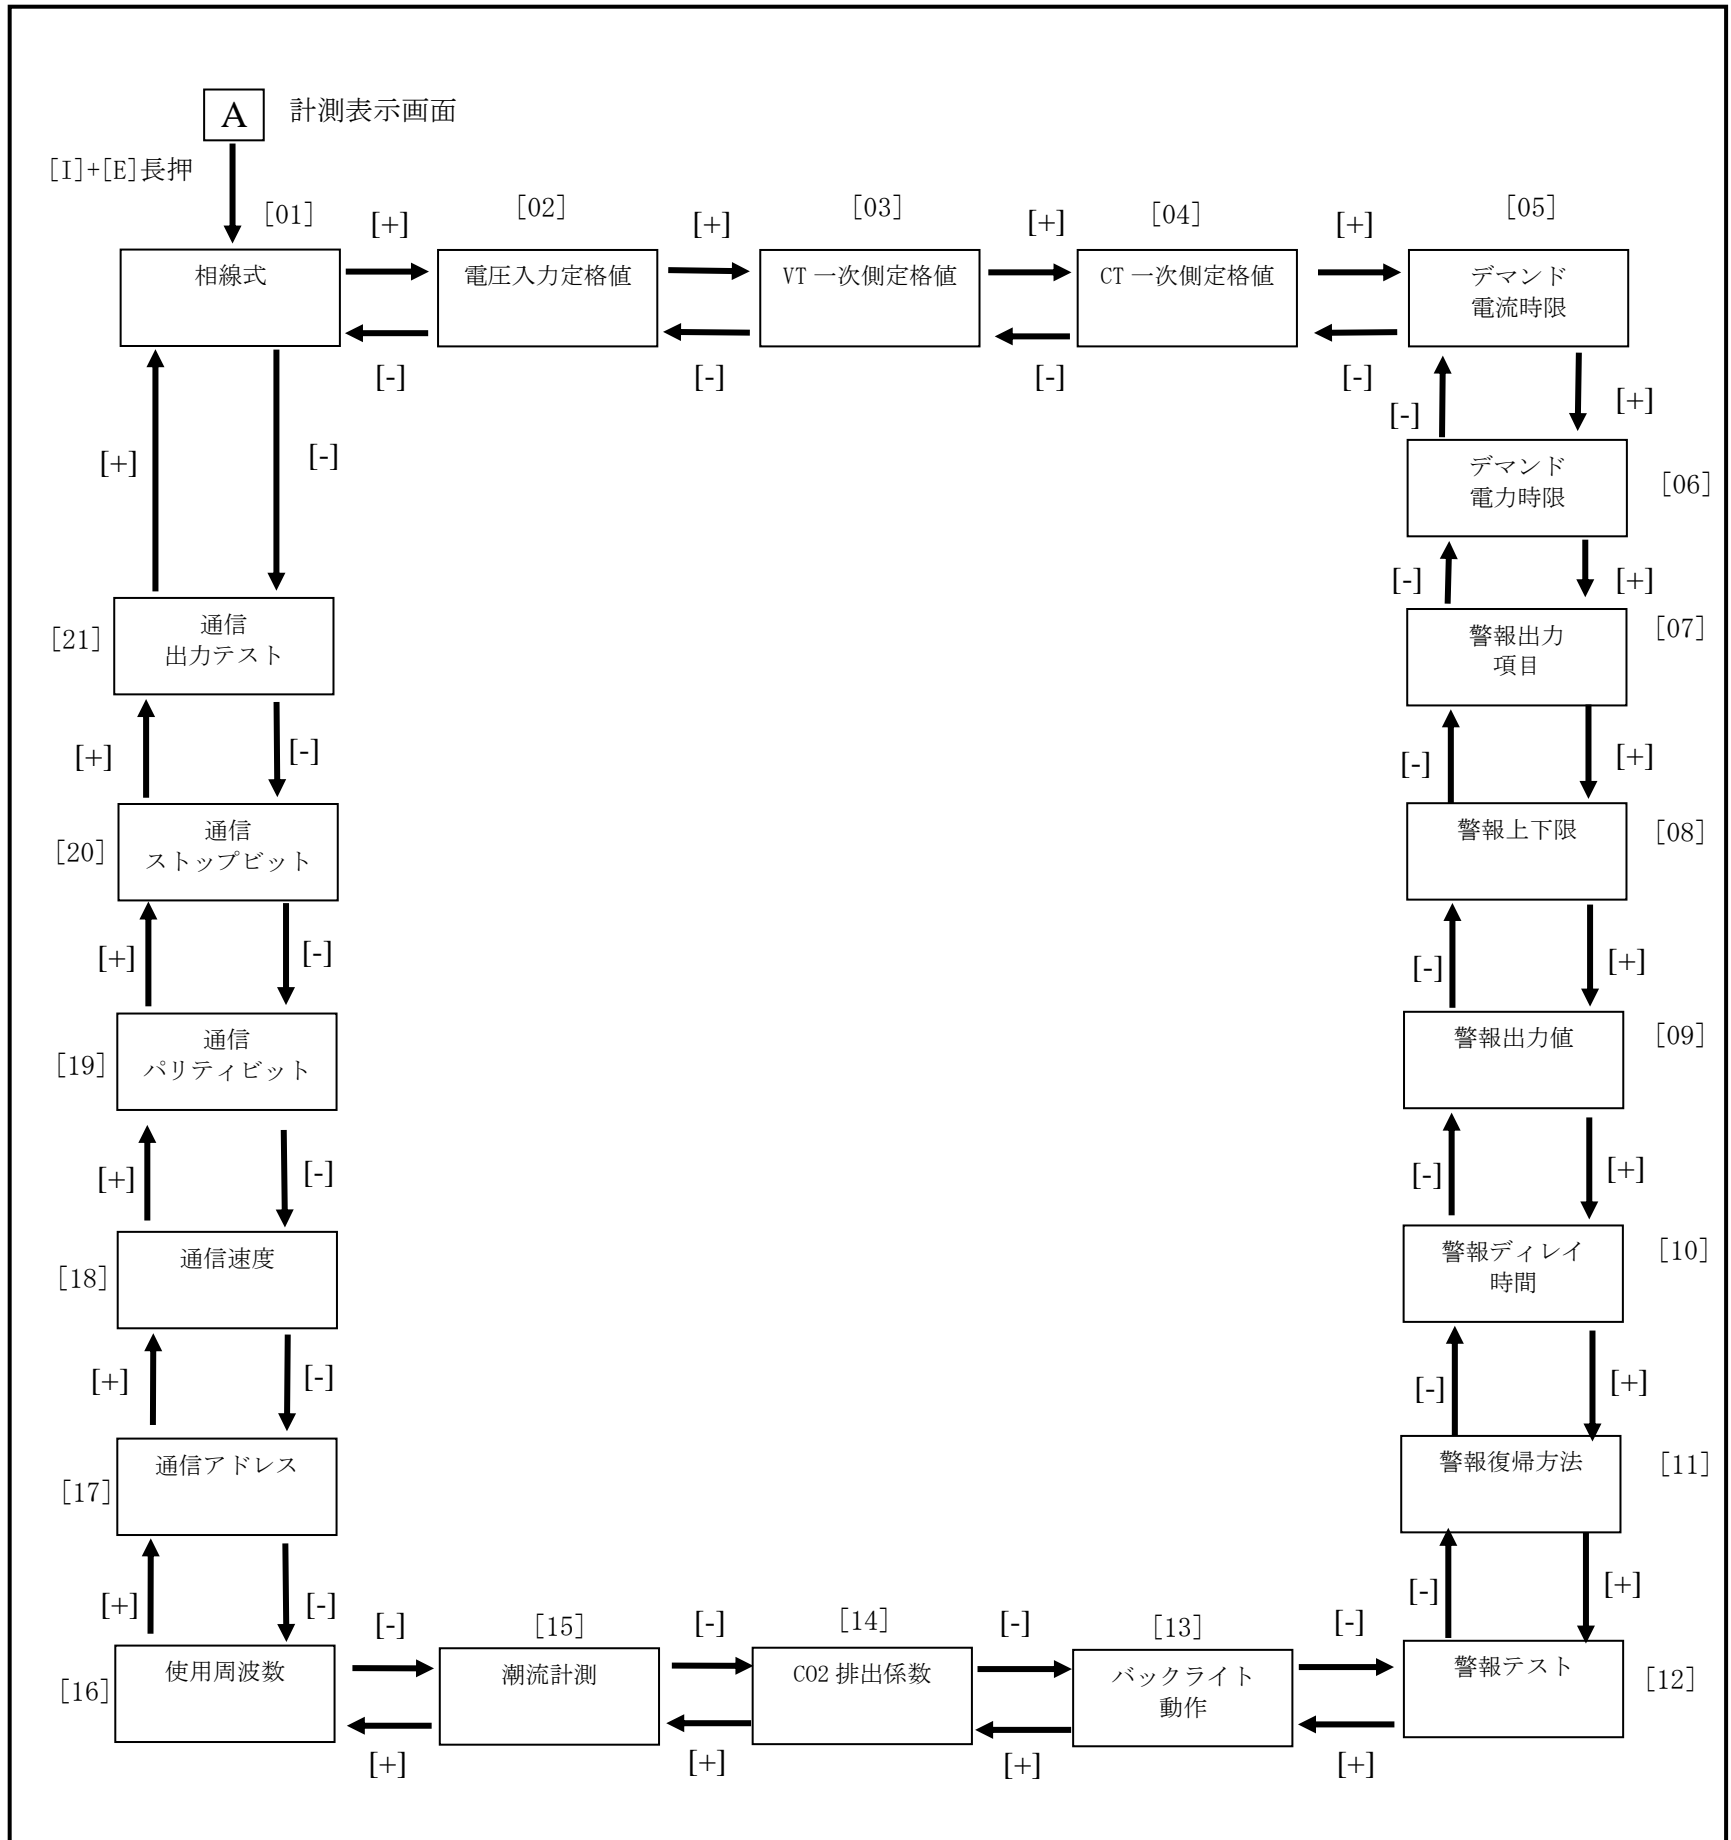 A 計測表示画面
[I]+[E]長押
[01] [+] [02] [+] [03] [+] [04] [+] [05]
相線式
電圧入力定格値
VT 一次側定格値
CT 一次側定格値
デマンド
電流時限
[-] [-] [-] [-]
[-] [+]
[+] [-]
デマンド
電力時限
[06]
[-] [+]
[21]
通信
出力テスト
警報出力
項目
[07]
[+] [-]
[-] [+]
[20]
通信
ストップビット
警報上下限
[08]
[+] [-]
[-] [+]
[19]
通信
パリティビット
警報出力値
[09]
[+] [-]
[-] [+]
[18]
通信速度
警報ディレイ
時間
[10]
[+] [-]
[-] [+]
[17]
通信アドレス
警報復帰方法
[11]
[+] [-]
[-] [+]
[-] [15] [-] [14] [-] [13] [-]
[16]
使用周波数
潮流計測
CO2 排出係数
バックライト
動作
警報テスト
[12]
[+] [+] [+] [+]